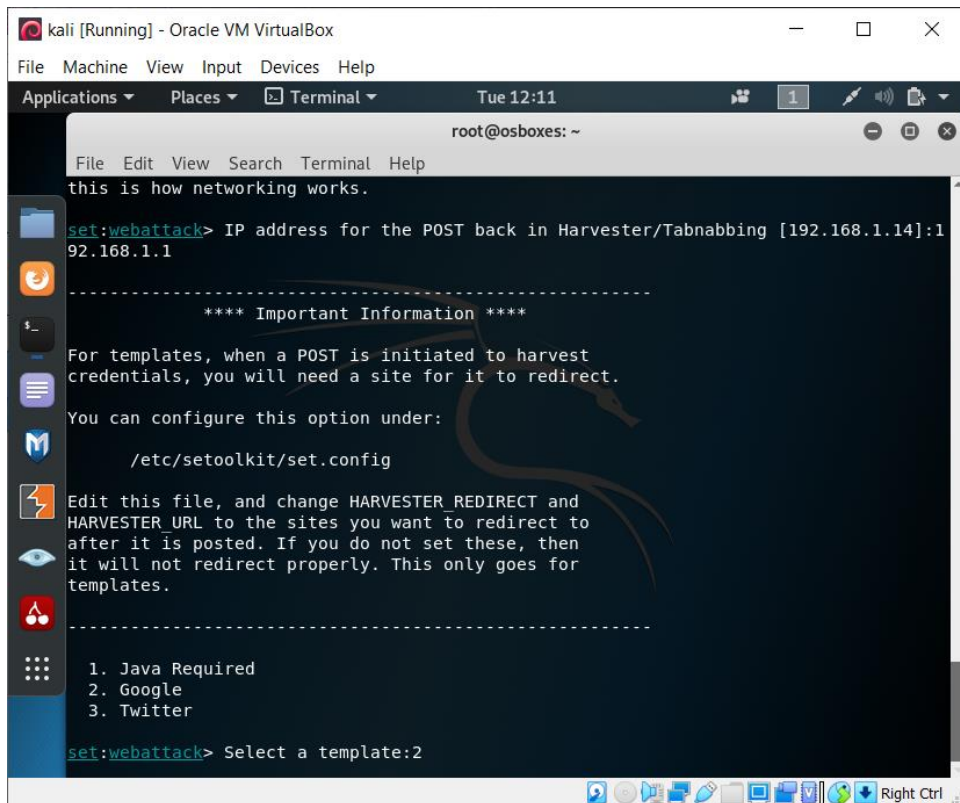 kali [Running] - Oracle VM VirtualBox
File Machine View Input Devices Help
Applications Places Terminal Tue 12:11 1
root@osboxes: ~
File Edit View Search Terminal Help
this is how networking works.
set:webattack> IP address for the POST back in Harvester/Tabnabbing [192.168.1.14]:1
92.168.1.1
-------------------------------------------------------
**** Important Information ****
For templates, when a POST is initiated to harvest
credentials, you will need a site for it to redirect.
You can configure this option under:
/etc/setoolkit/set.config
Edit this file, and change HARVESTER_REDIRECT and
HARVESTER_URL to the sites you want to redirect to
after it is posted. If you do not set these, then
it will not redirect properly. This only goes for
templates.
-------------------------------------------------------
1. Java Required
2. Google
3. Twitter
set:webattack> Select a template:2
Right Ctrl